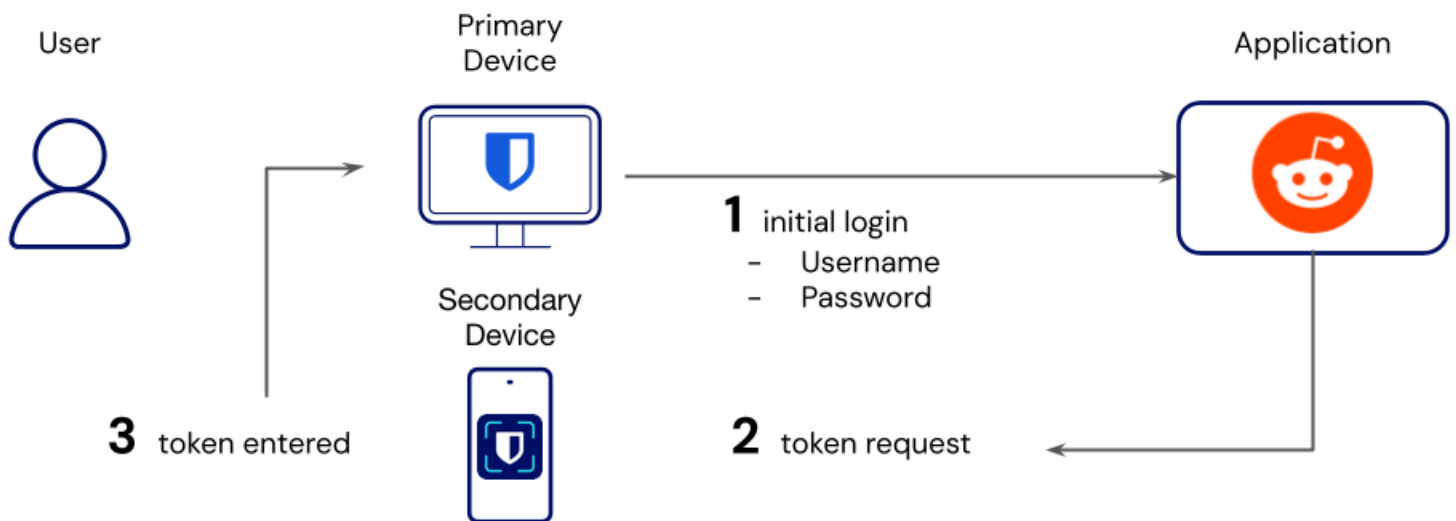 User
Primary
Device
Application
1 initial login
- Username
- Password
Secondary
Device
3 token entered
2 token request